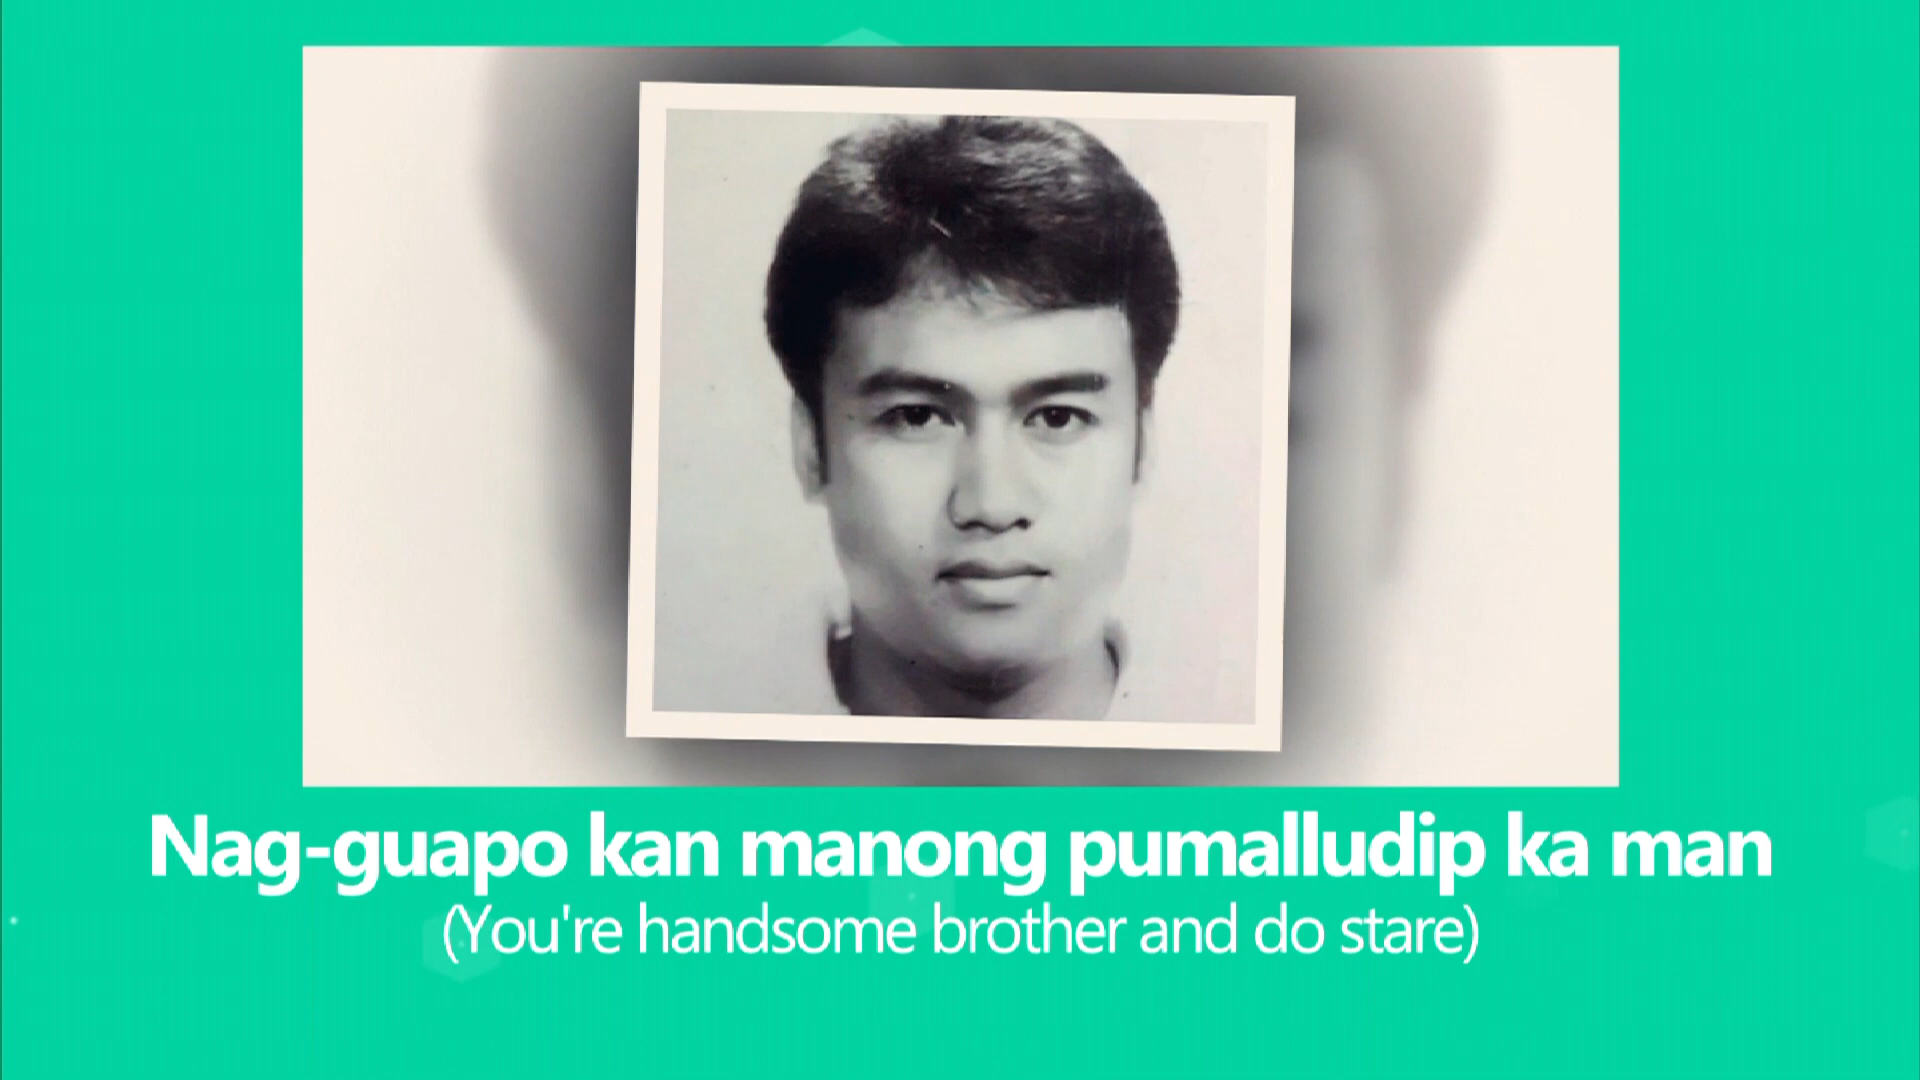 Nag-guapo kan manong pumalludip ka man
(You're handsome brother and do stare)